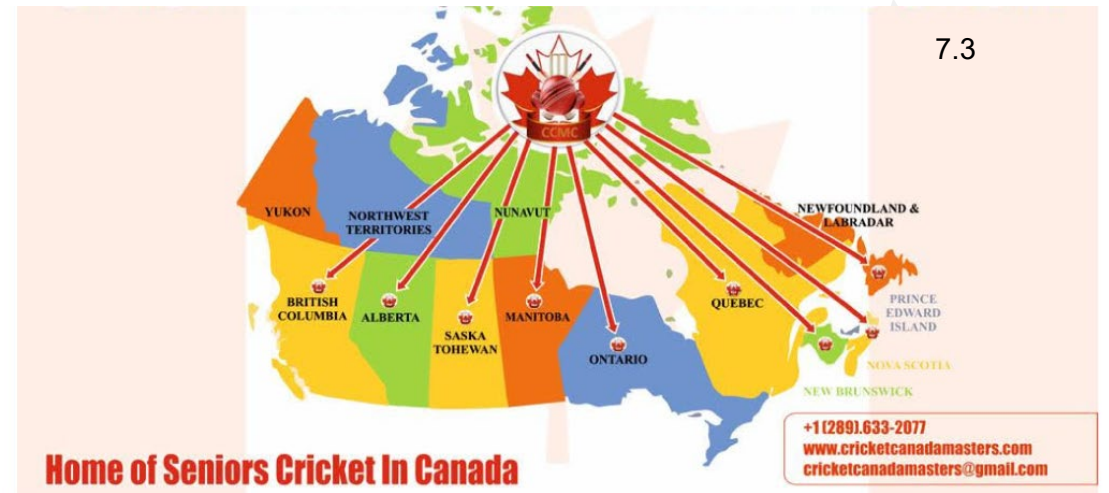 7.3
CCMC
YUKON
NORTHWEST
TERRITORIES
NUNAVUT
NEWFOUNDLAND &
LABRADAR
BRITISH
COLUMBIA
ALBERTA
SASKA
TOHEWAN
MANITOBA
ONTARIO
QUEBEC
PRINCE
EDWARD
ISLAND
NOVA SCOTIA
NEW BRUNSWICK
+1 (289).633-2077
www.cricketcanadamasters.com
cricketcanadamasters@gmail.com
Home of Seniors Cricket In Canada